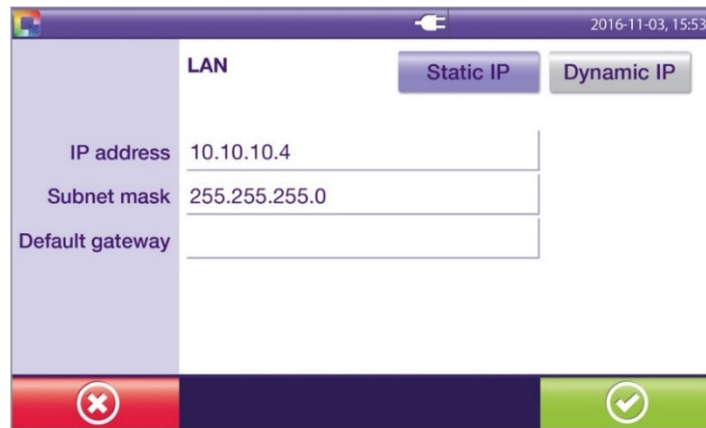 2016-11-03, 15:53
LAN
Static IP
Dynamic IP
IP address 10.10.10.4
Subnet mask 255.255.255.0
Default gateway